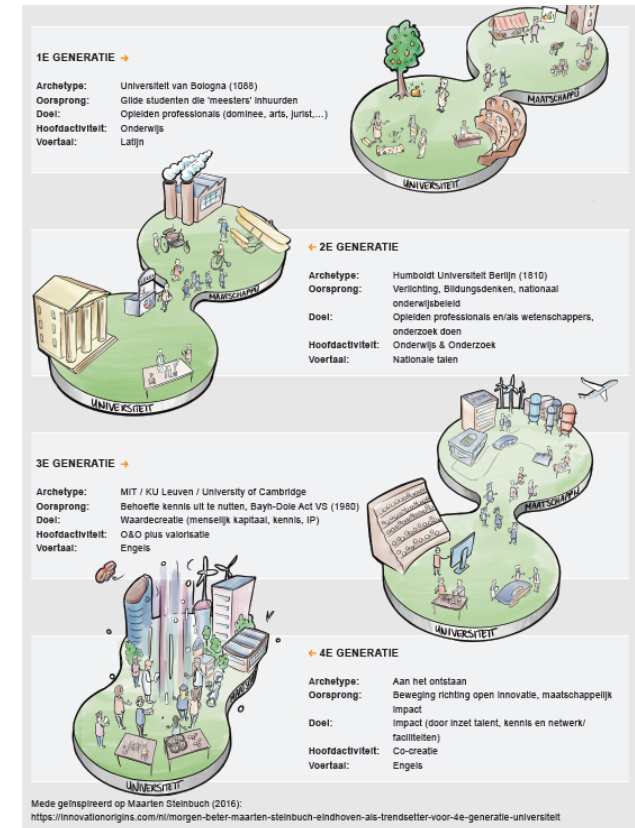 1E GENERATIE →
Archetype: Universiteit van Bologna (1088)
Oorsprong: Gilde studenten die 'meesters' inhuurden
Doel: Opleiden professionals (dominee, arts, jurist,...)
Hoofdactiviteit: Onderwijs
Voertaal: Latijn
MAATSCHAPPIJ
UNIVERSITEIT
← 2E GENERATIE
Archetype: Humboldt Universiteit Berlijn (1810)
Oorsprong: Verlichting, Bildungsdenken, nationaal
onderwijsbeleid
Doel: Opleiden professionals en/als wetenschappers,
onderzoek doen
Hoofdactiviteit: Onderwijs & Onderzoek
Voertaal: Nationale talen
MAATSCHAPPIJ
UNIVERSITEIT
3E GENERATIE →
Archetype: MIT / KU Leuven / University of Cambridge
Oorsprong: Behoefte kennis uit te nutten, Bayh-Dole Act VS (1980)
Doel: Waardecreatie (menselijk kapitaal, kennis, IP)
Hoofdactiviteit: O&O plus valorisatie
Voertaal: Engels
MAATSCHAPPIJ
UNIVERSITEIT
← 4E GENERATIE
Archetype: Aan het ontstaan
Oorsprong: Beweging richting open innovatie, maatschappelijk
impact
Doel: Impact (door inzet talent, kennis en netwerk/
faciliteiten)
Hoofdactiviteit: Co-creatie
Voertaal: Engels
UNIVERSITEIT
Mede geïnspireerd op Maarten Steinbuch (2016):
https://innovationorigins.com/nl/morgen-beter-maarten-steinbuch-eindhoven-als-trendsetter-voor-4e-generatie-universiteit